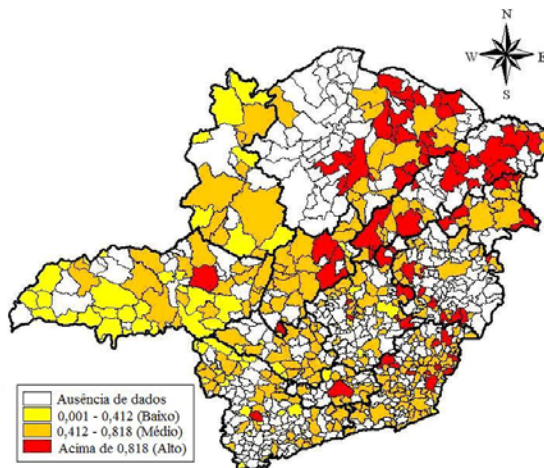 N
W E
S
Ausência de dados
0,001 - 0,412 (Baixo)
0,412 - 0,818 (Médio)
Acima de 0,818 (Alto)